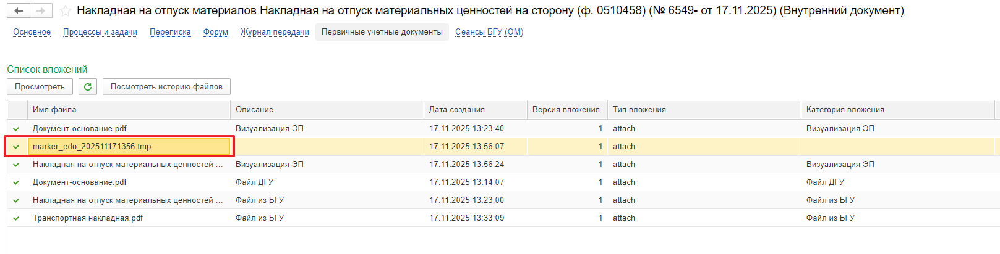 Накладная на отпуск материалов Накладная на отпуск материальных ценностей на сторону (ф. 0510458) (№ 6549- от 17.11.2025) (Внутренний документ)
Основное Процессы и задачи Переписка Форум Журнал передачи Первичные учетные документы Сеансы БГУ (ОМ)
Список вложений
Просмотреть Посмотреть историю файлов
Имя файла Описание Дата создания Версия вложения Тип вложения Категория вложения
Документ-основание.pdf Визуализация ЭП 17.11.2025 13:23:40 1 attach Визуализация ЭП
marker_edo_202511171356.tmp 17.11.2025 13:56:07 1 attach
Накладная на отпуск материальных ценностей ... Визуализация ЭП 17.11.2025 13:56:24 1 attach Визуализация ЭП
Документ-основание.pdf Файл ДГУ 17.11.2025 13:14:07 1 attach Файл ДГУ
Накладная на отпуск материальных ценностей ... Файл из БГУ 17.11.2025 13:23:00 1 attach Файл из БГУ
Транспортная накладная.pdf Файл из БГУ 17.11.2025 13:33:09 1 attach Файл из БГУ